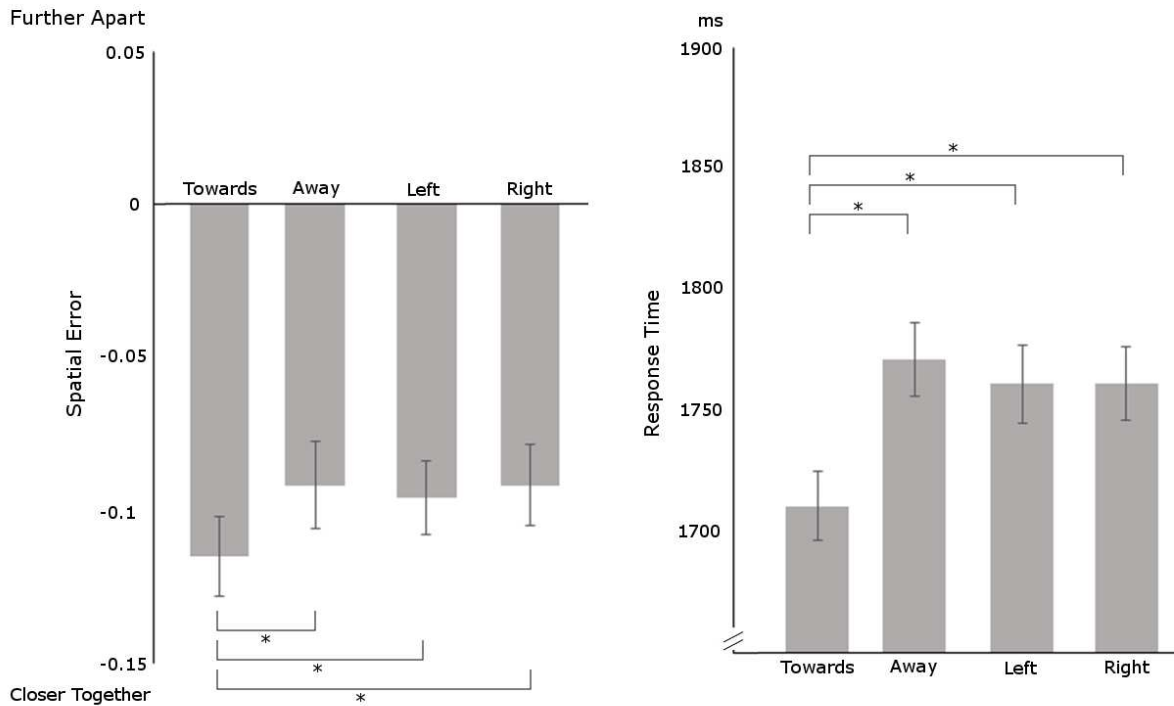 Further Apart
0.05
Towards Away Left Right
0
-0.05
Spatial Error
-0.1
*
*
-0.15
*
Closer Together
ms
1900
1850
*
*
*
1800
Response Time
1750
1700
Towards Away Left Right